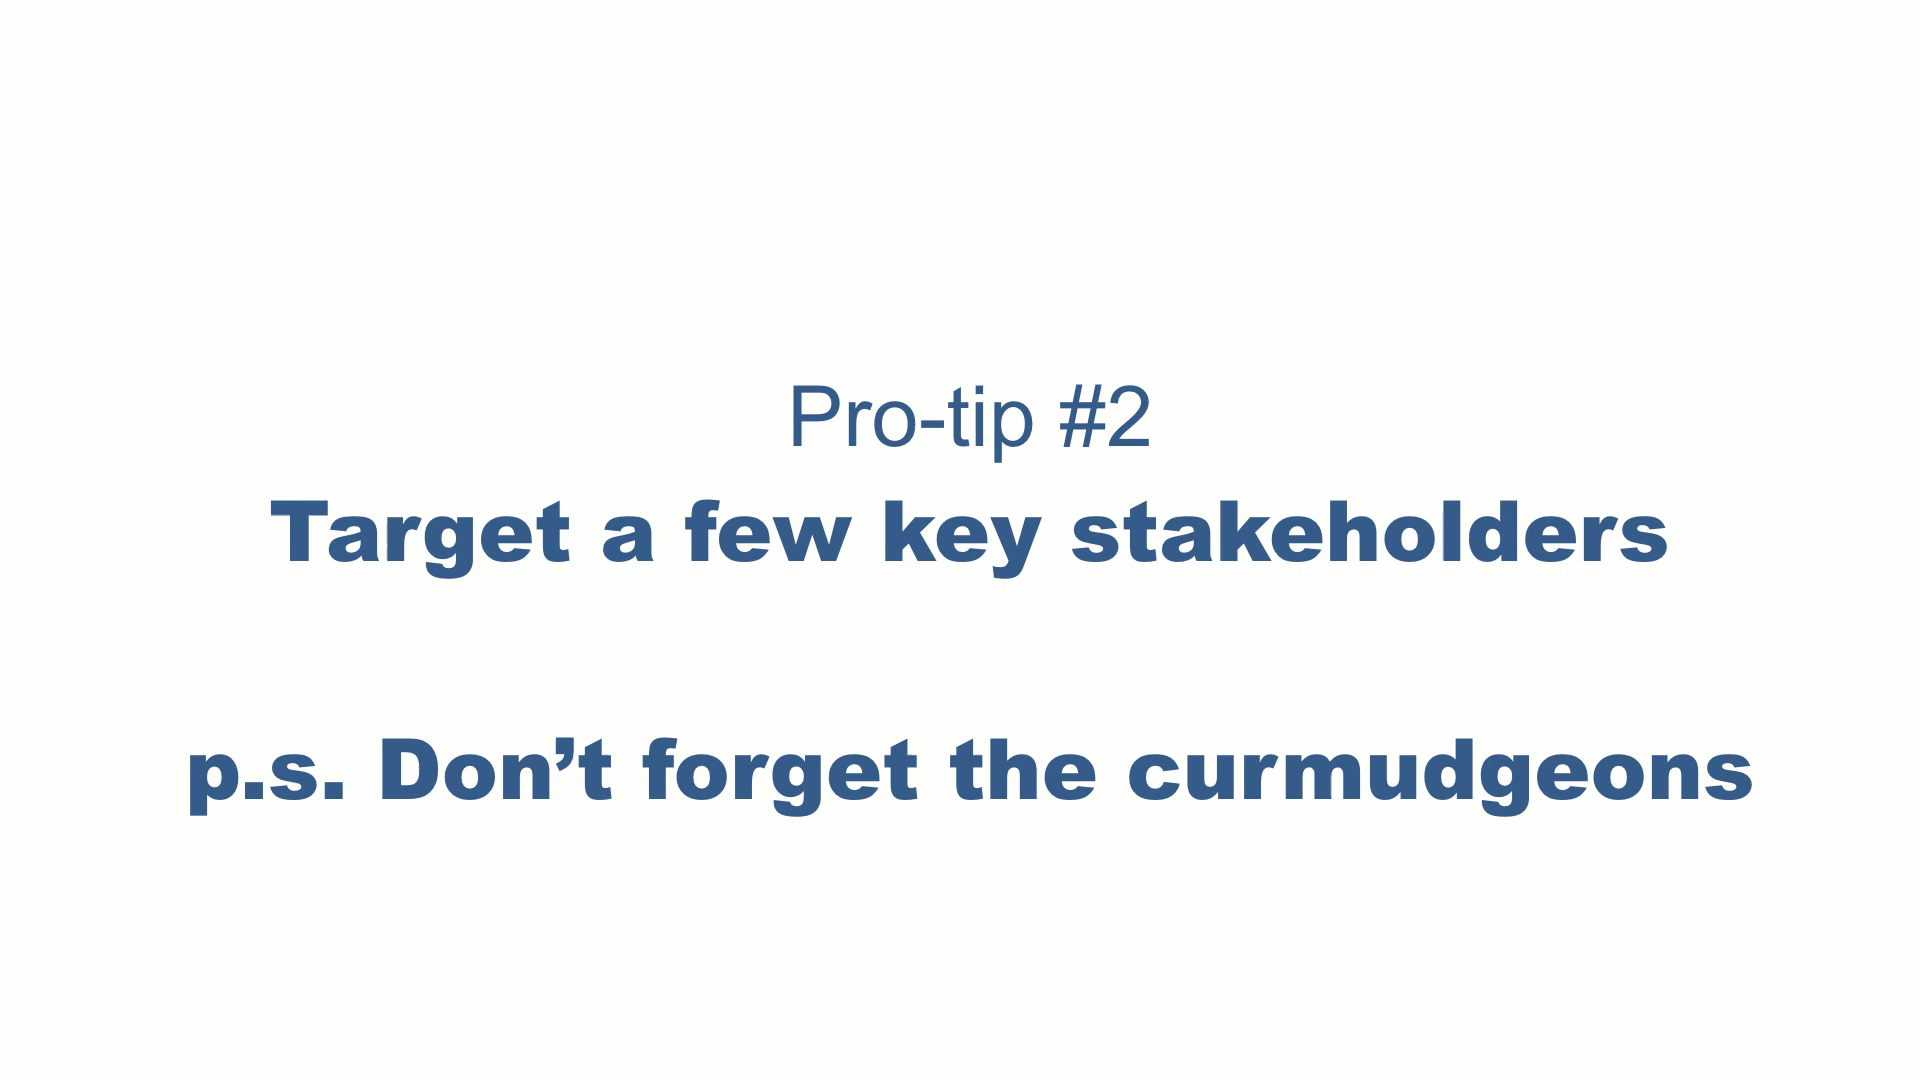 Pro-tip #2
Target a few key stakeholders
p.s. Don’t forget the curmudgeons